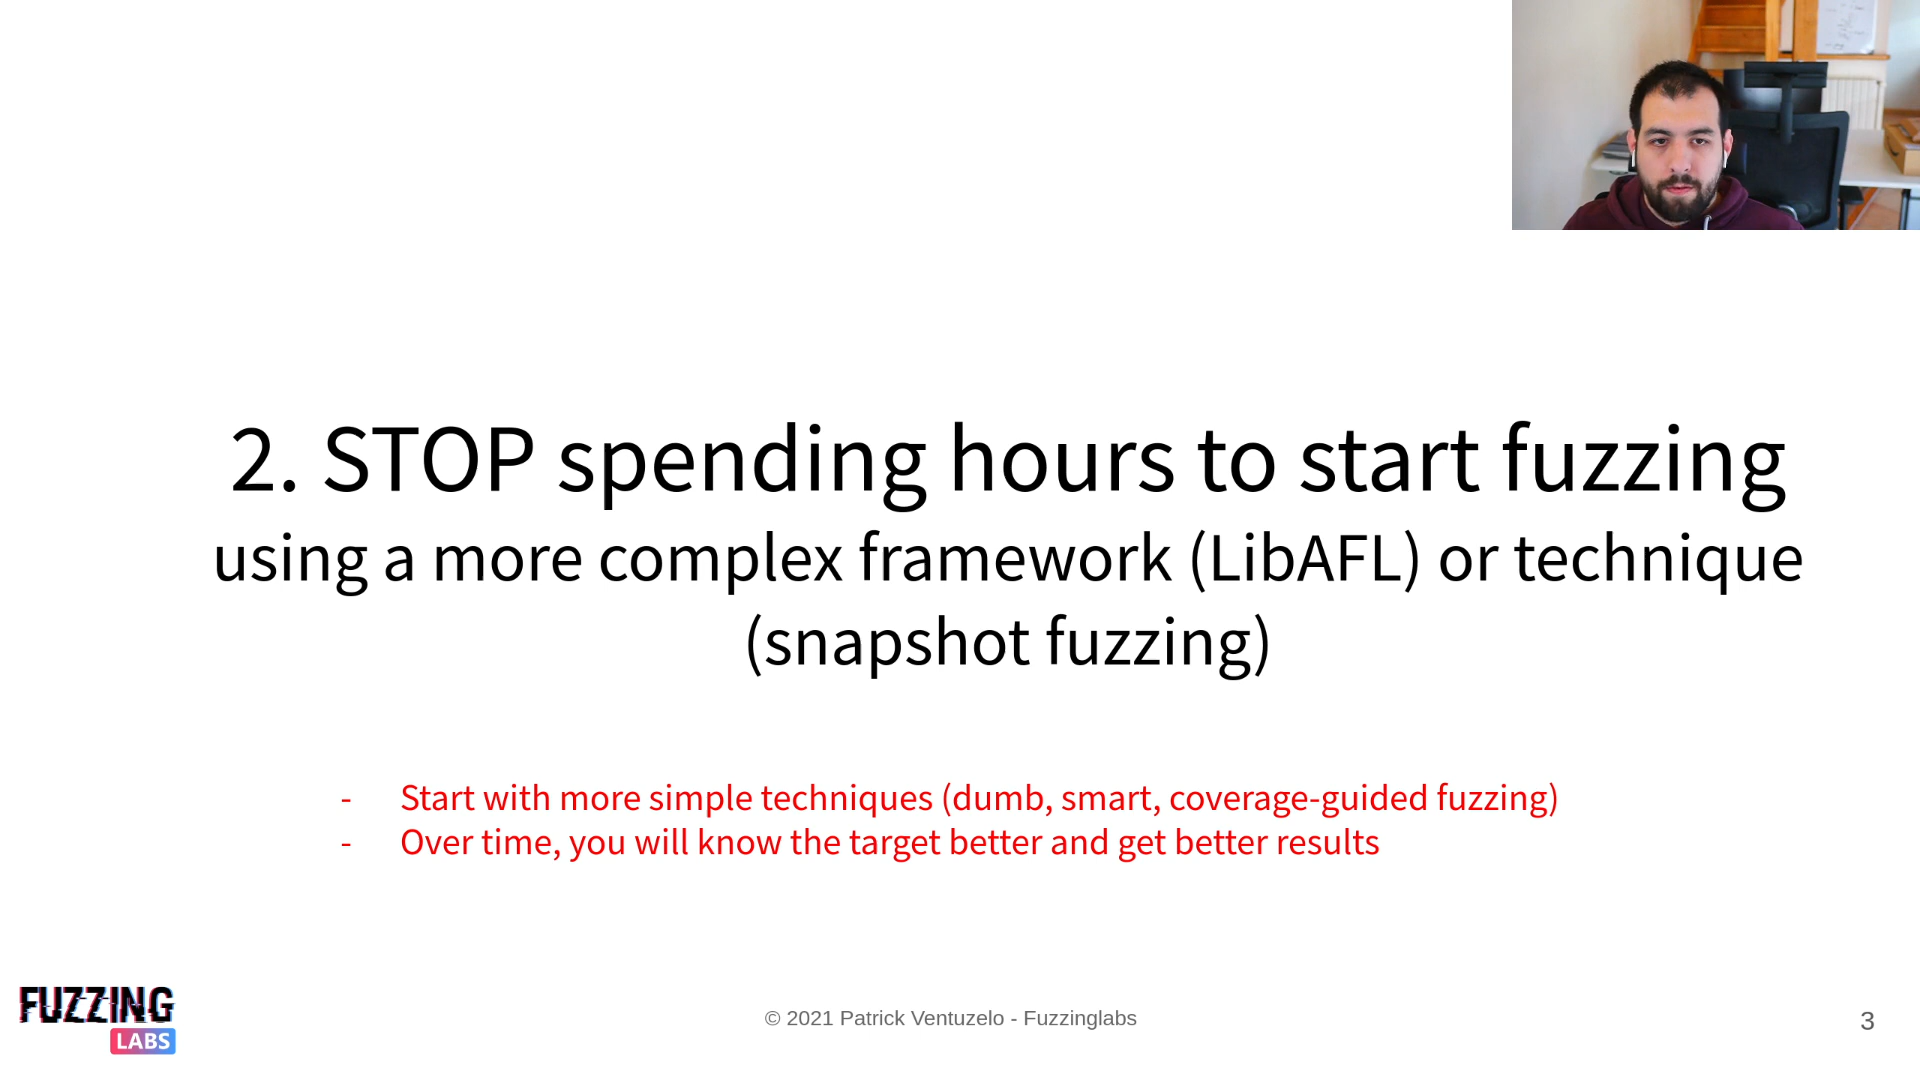 2. STOP spending hours to start fuzzing
using a more complex framework (LibAFL) or technique
(snapshot fuzzing)
- Start with more simple techniques (dumb, smart, coverage-guided fuzzing)
- Over time, you will know the target better and get better results
FUZZING
LABS
© 2021 Patrick Ventuzelo - Fuzzinglabs
3